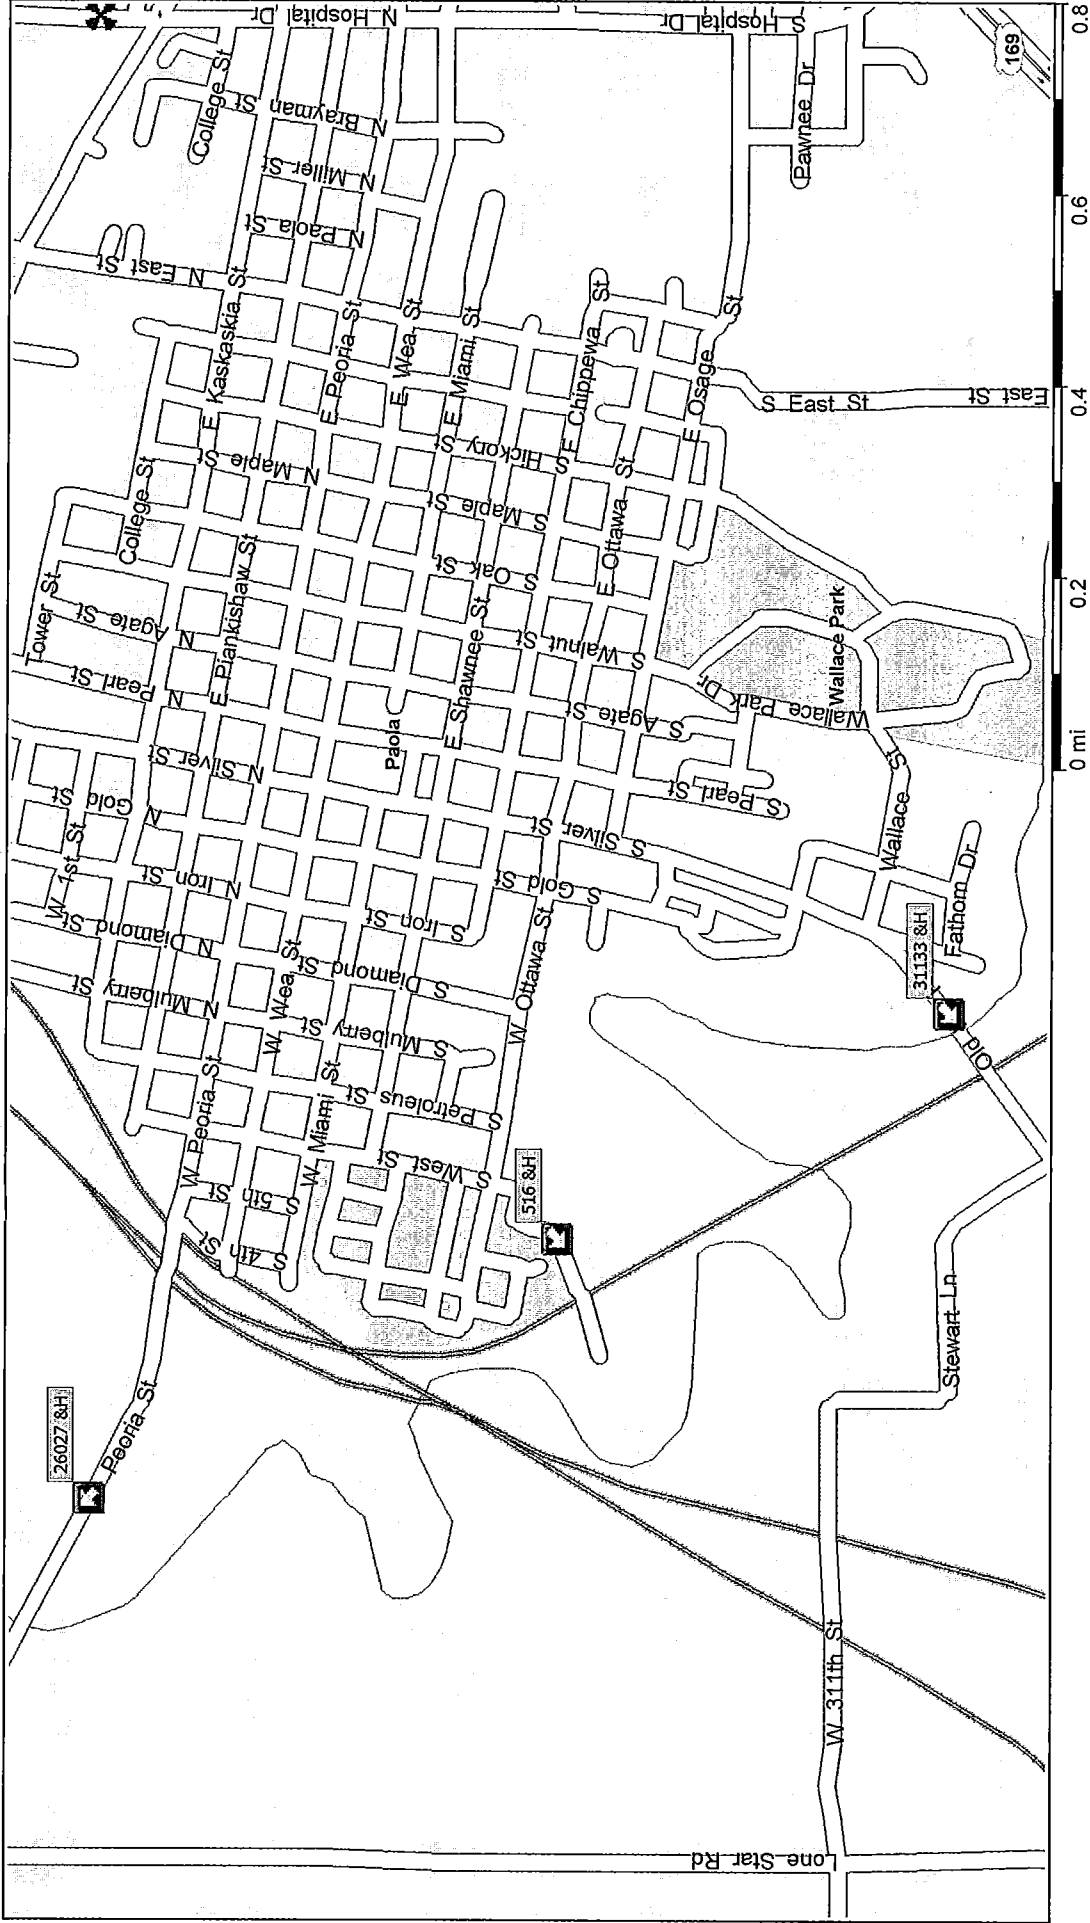 N Hospital Dr
S Hospital Dr
169
College St
N Brayman St
N Miller St
N Paola St
Pawnee Dr
N East St
E Kaskaskia St
E Peoria St
E Wea St
E Miami St
E Chippewa St
E Osage St
S East St
East St
College St
N Maple St
S Hickory St
S Maple St
S Oak St
E Ottawa St
Tower St
N Agate St
E Piankishaw St
E Shawnee St
S Walnut St
Wallace Park Dr
Wallace Park
N Pearl St
Paola
S Agate St
N Silver St
S Pearl St
Wallace St
N Gold St
S Silver St
W 1st St
N Iron St
S Iron St
S Gold St
Fathom Dr
N Diamond St
S Diamond St
W Wea St
W Ottawa St
31133 &H
N Mulberry St
S Mulberry St
Old
W Peoria St
W Miami St
S Petroleus St
S West St
516 &H
S 5th St
S 4th St
Peoria St
26027 &H
Stewart Ln
W 311th St
Lone Star Rd
0 mi
0.2
0.4
0.6
0.8